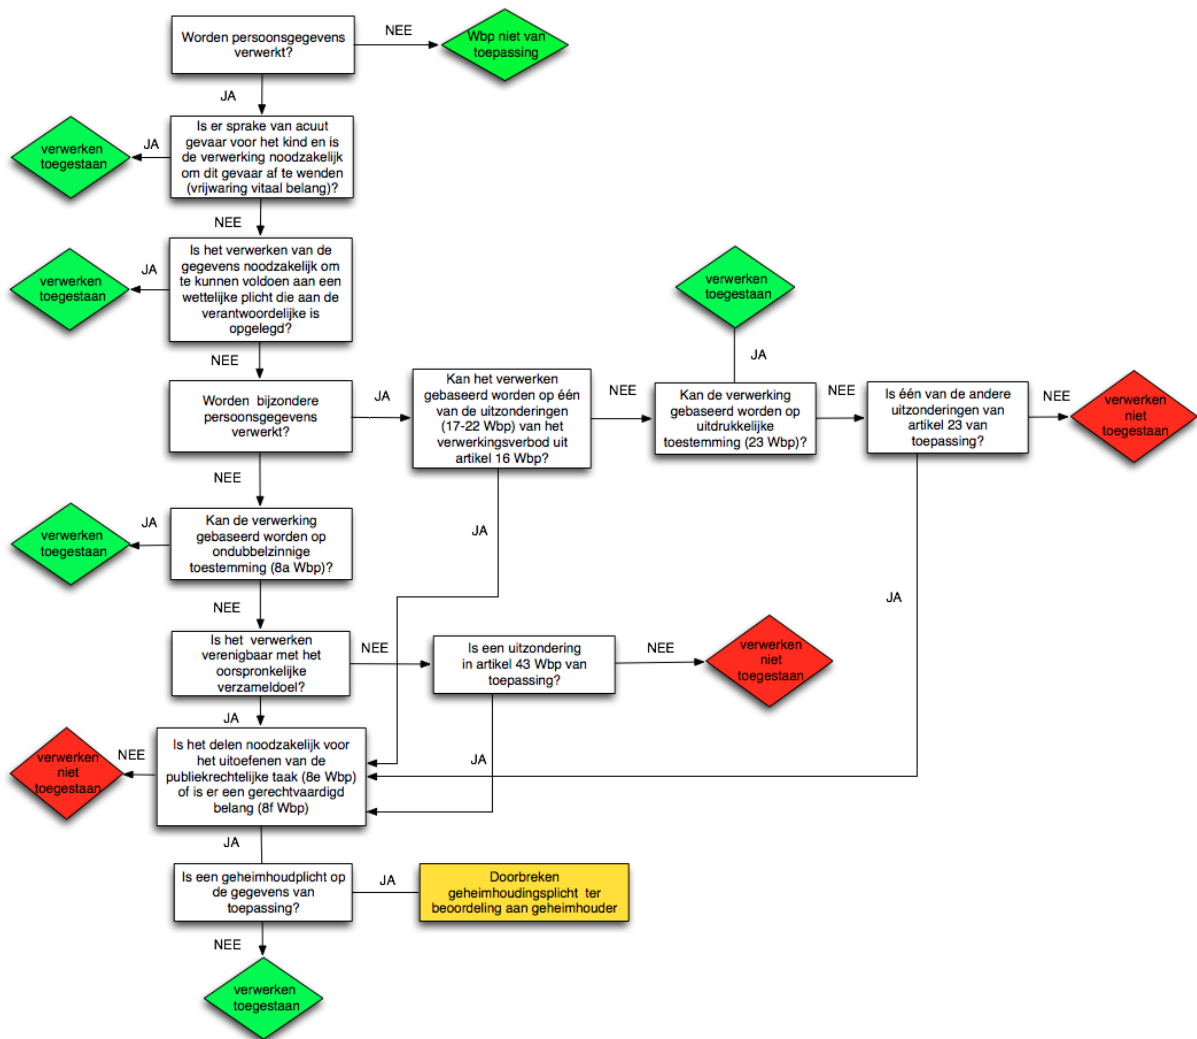 Worden persoonsgegevens
verwerkt?
NEE
Wbp niet van
toepassing
JA
Is er sprake van acuut
gevaar voor het kind en is
de verwerking noodzakelijk
om dit gevaar af te wenden
(vrijwaring vitaal belang)?
JA
verwerken
toegestaan
NEE
Is het verwerken van de
gegevens noodzakelijk om
te kunnen voldoen aan een
wettelijke plicht die aan de
verantwoordelijke is
opgelegd?
JA
verwerken
toegestaan
NEE
Worden bijzondere
persoonsgegevens
verwerkt?
JA
Kan het verwerken
gebaseerd worden op één
van de uitzonderingen
(17-22 Wbp) van het
verwerkingsverbod uit
artikel 16 Wbp?
NEE
Kan de verwerking
gebaseerd worden op
uitdrukkelijke
toestemming (23 Wbp)?
JA
verwerken
toegestaan
NEE
Is één van de andere
uitzonderingen van
artikel 23 van
toepassing?
NEE
verwerken
niet
toegestaan
JA
JA
NEE
Kan de verwerking
gebaseerd worden op
ondubbelzinnige
toestemming (8a Wbp)?
JA
verwerken
toegestaan
NEE
Is het verwerken
verenigbaar met het
oorspronkelijke
verzameldoel?
NEE
Is een uitzondering
in artikel 43 Wbp van
toepassing?
NEE
verwerken
niet
toegestaan
JA
JA
Is het delen noodzakelijk voor
het uitoefenen van de
publiekrechtelijke taak (8e Wbp)
of is er een gerechtvaardigd
belang (8f Wbp)
NEE
verwerken
niet
toegestaan
JA
Is een geheimhoudplicht op
de gegevens van
toepassing?
JA
Doorbreken
geheimhoudingsplicht ter
beoordeling aan geheimhouder
NEE
verwerken
toegestaan